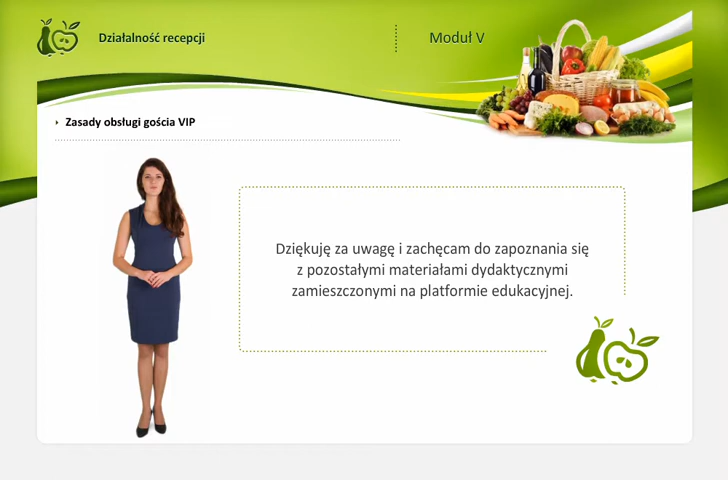 Działalność recepcji
Moduł V
Zasady obsługi gościa VIP
Dziękuję za uwagę i zachęcam do zapoznania się
z pozostałymi materiałami dydaktycznymi
zamieszczonymi na platformie edukacyjnej.